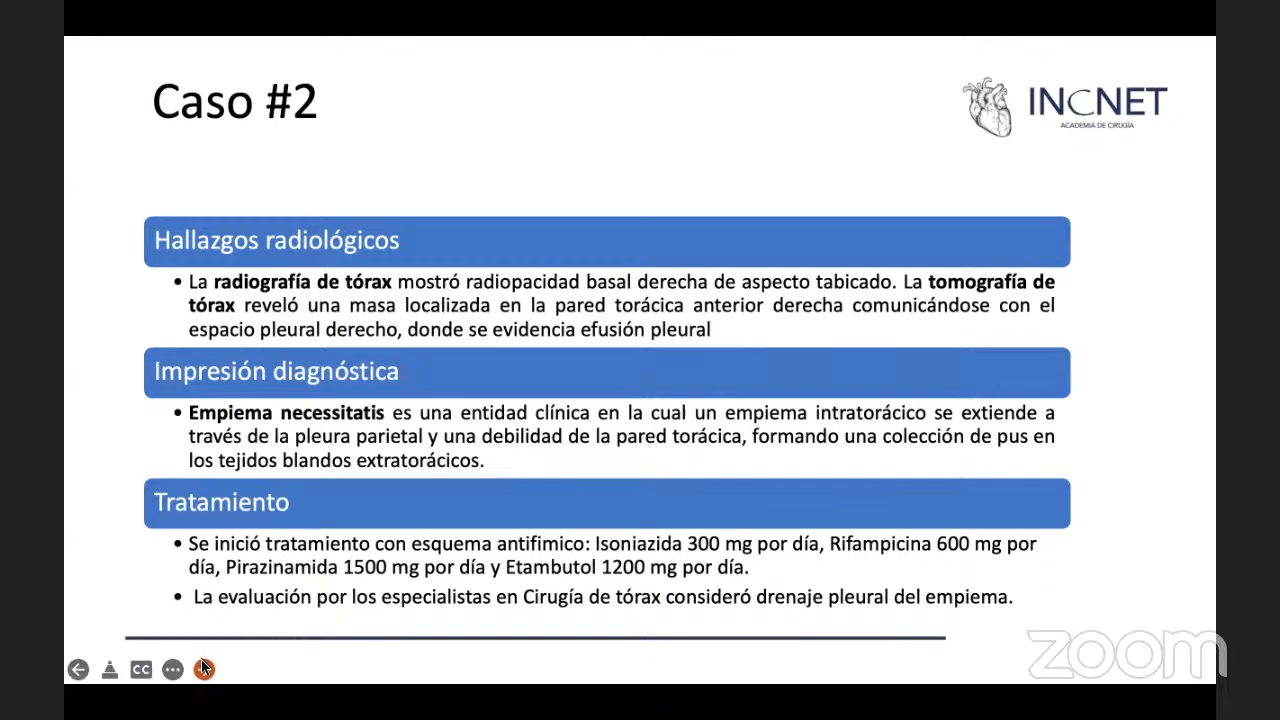 Caso #2
INCNET
ACADEMIA DE CIRUGÍA
Hallazgos radiológicos
• La radiografía de tórax mostró radiopacidad basal derecha de aspecto tabicado. La tomografía de
tórax reveló una masa localizada en la pared torácica anterior derecha comunicándose con el
espacio pleural derecho, donde se evidencia efusión pleural
Impresión diagnóstica
• Empiema necessitatis es una entidad clínica en la cual un empiema intratorácico se extiende a
través de la pleura parietal y una debilidad de la pared torácica, formando una colección de pus en
los tejidos blandos extratorácicos.
Tratamiento
• Se inició tratamiento con esquema antifimico: Isoniazida 300 mg por día, Rifampicina 600 mg por
día, Pirazinamida 1500 mg por día y Etambutol 1200 mg por día.
• La evaluación por los especialistas en Cirugía de tórax consideró drenaje pleural del empiema.
CC
zoom